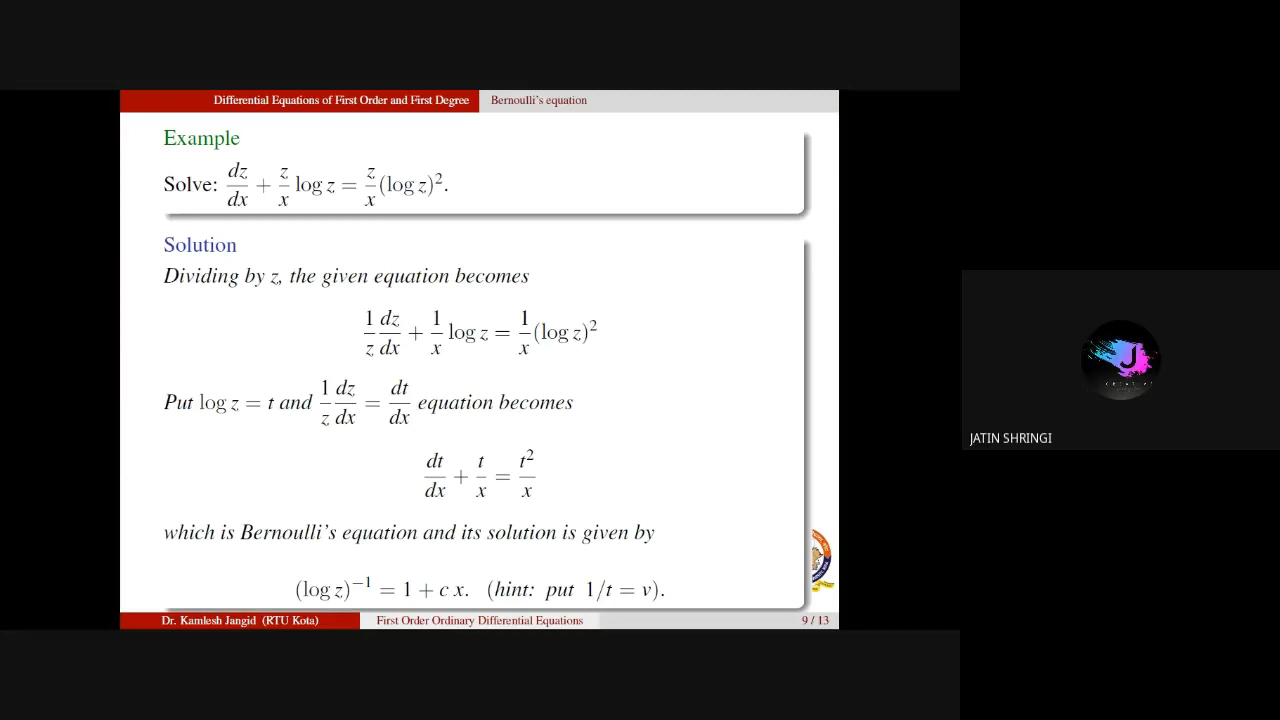 Differential Equations of First Order and First Degree Bernoulli's equation
Example
Solve: dz/dx + z/x log z = z/x (log z)².
Solution
Dividing by z, the given equation becomes
1/z dz/dx + 1/x log z = 1/x (log z)²
Put log z = t and 1/z dz/dx = dt/dx equation becomes
dt/dx + t/x = t²/x
which is Bernoulli's equation and its solution is given by
(log z)⁻¹ = 1 + c x. (hint: put 1/t = v).
Dr. Kamlesh Jangid (RTU Kota) First Order Ordinary Differential Equations 9 / 13
J
JATIN SHRINGI